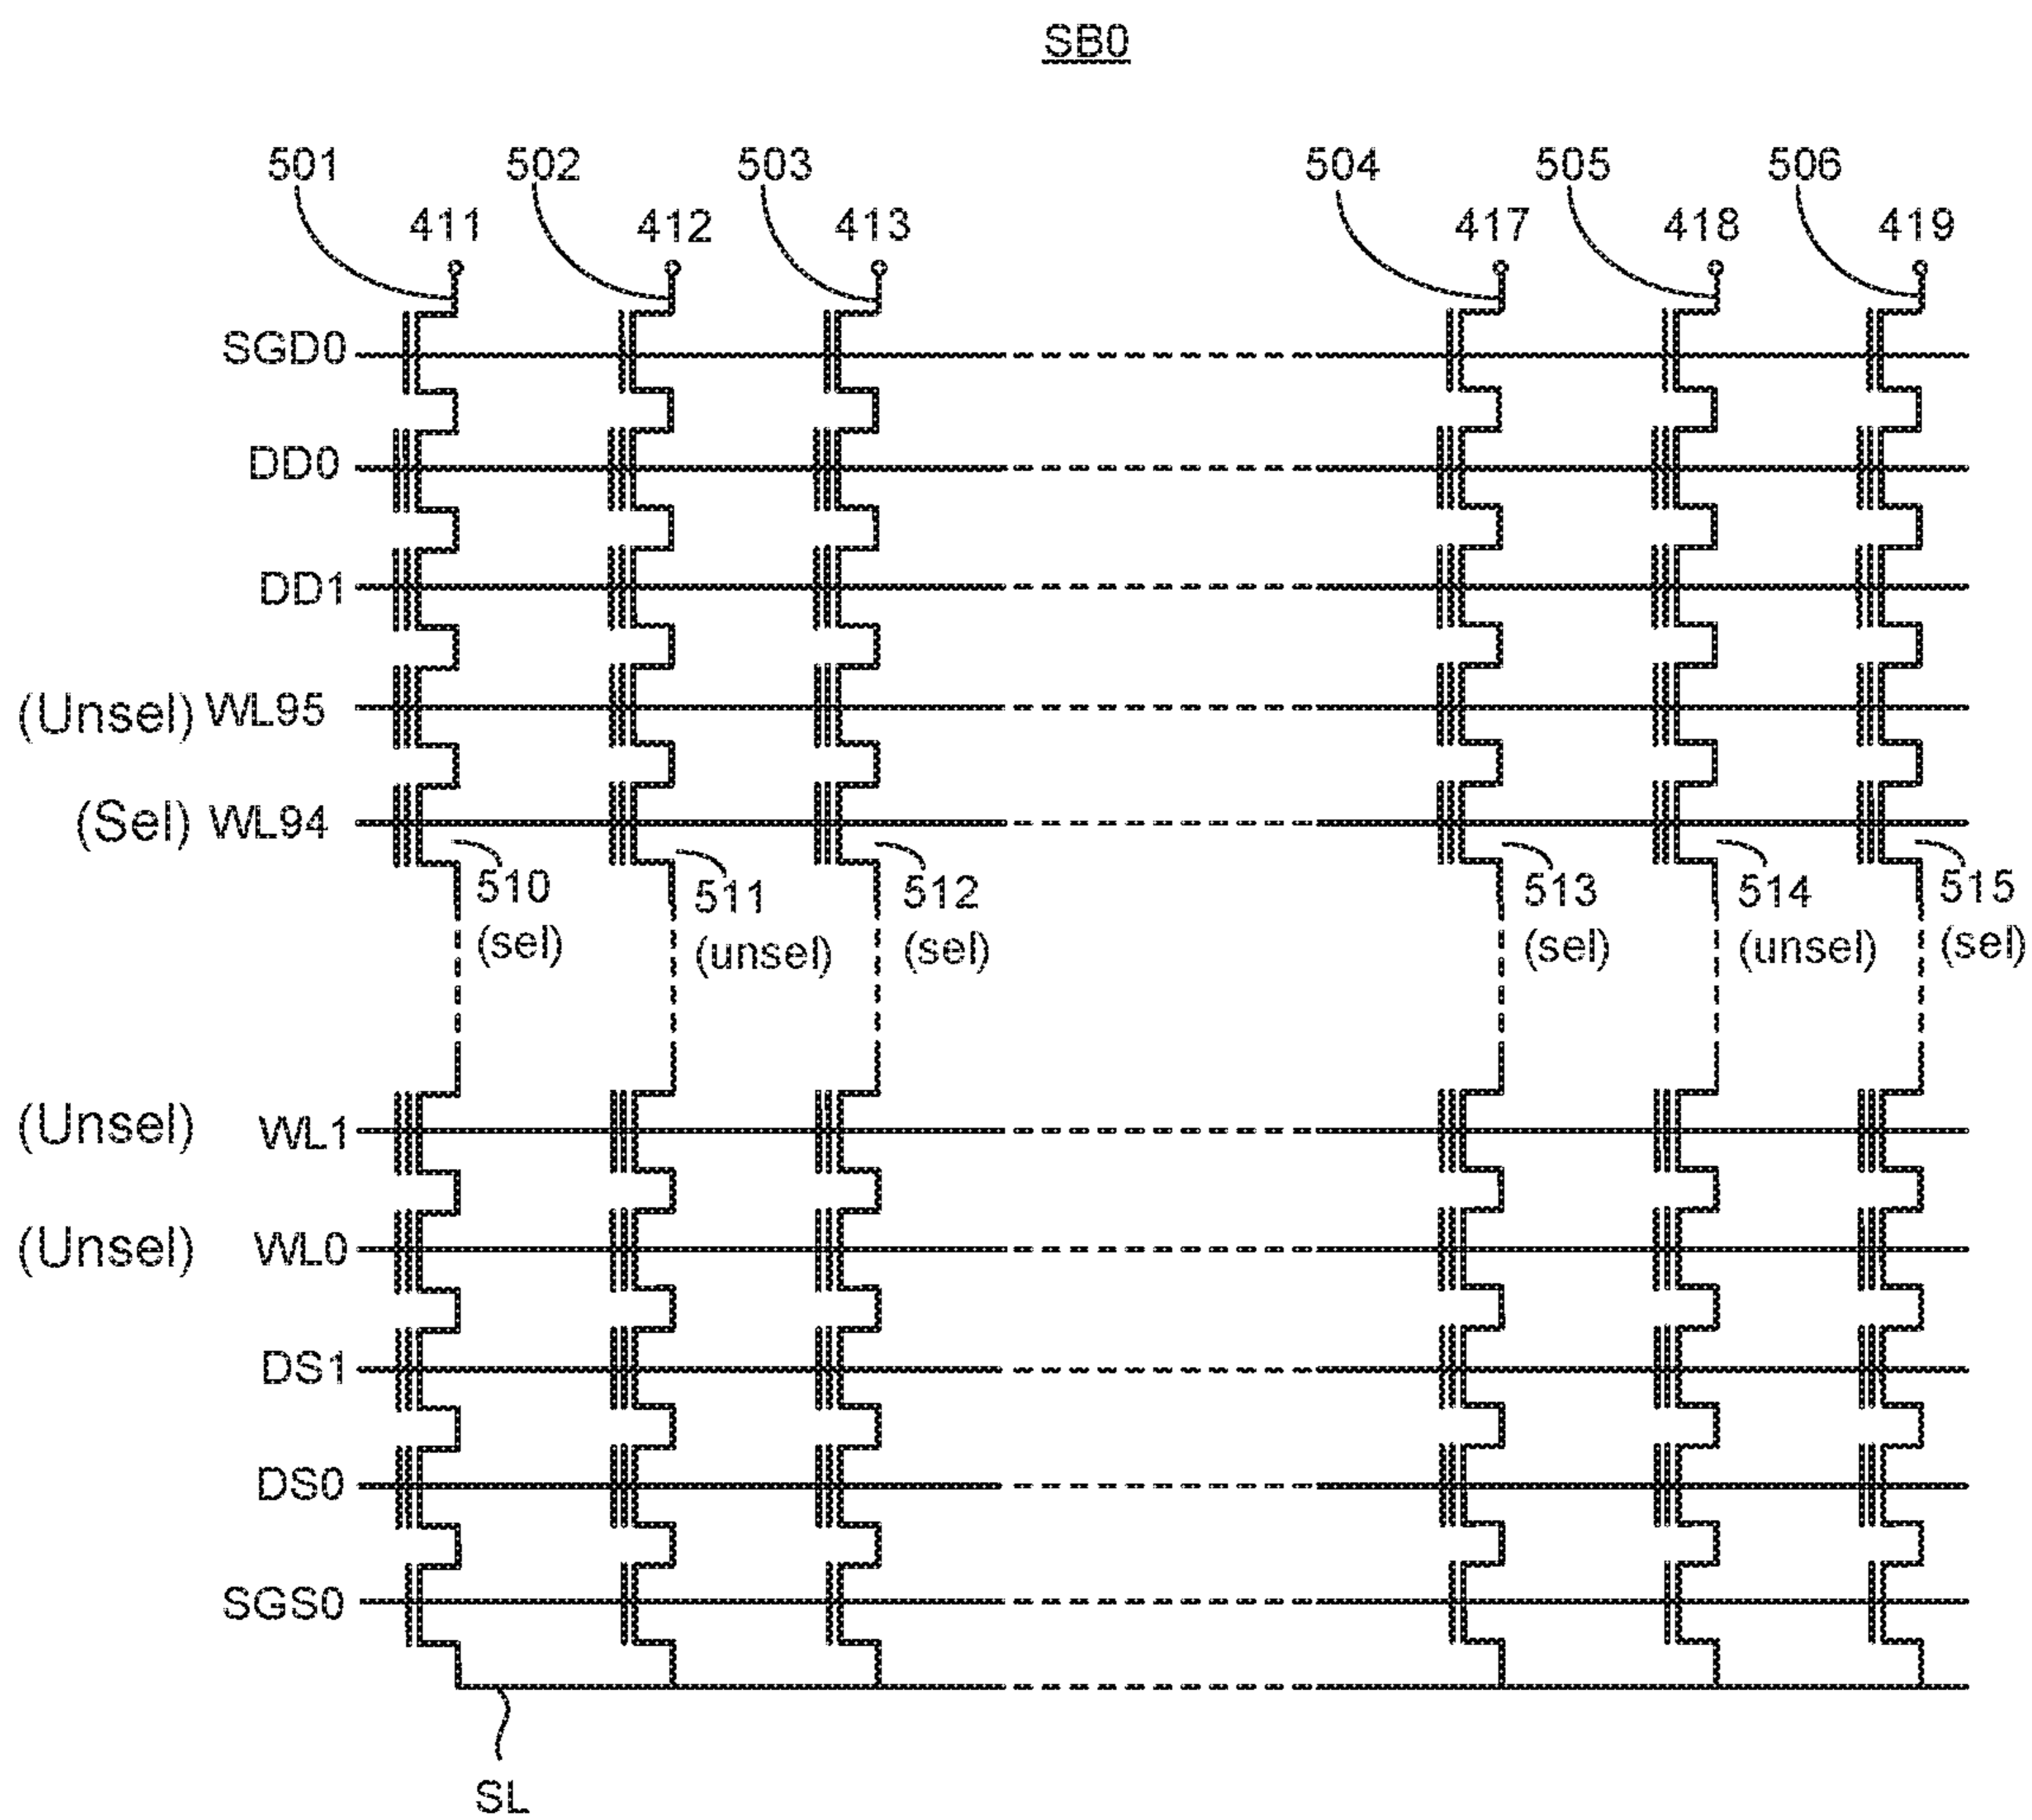 SB0
501 502 503 504 505 506
411 412 413 417 418 419
SGD0
DD0
DD1
(Unsel) WL95
(Sel) WL94
510 511 512 513 514 515
(sel) (unsel) (sel) (sel) (unsel) (sel)
(Unsel) WL1
(Unsel) WL0
DS1
DS0
SGS0
SL